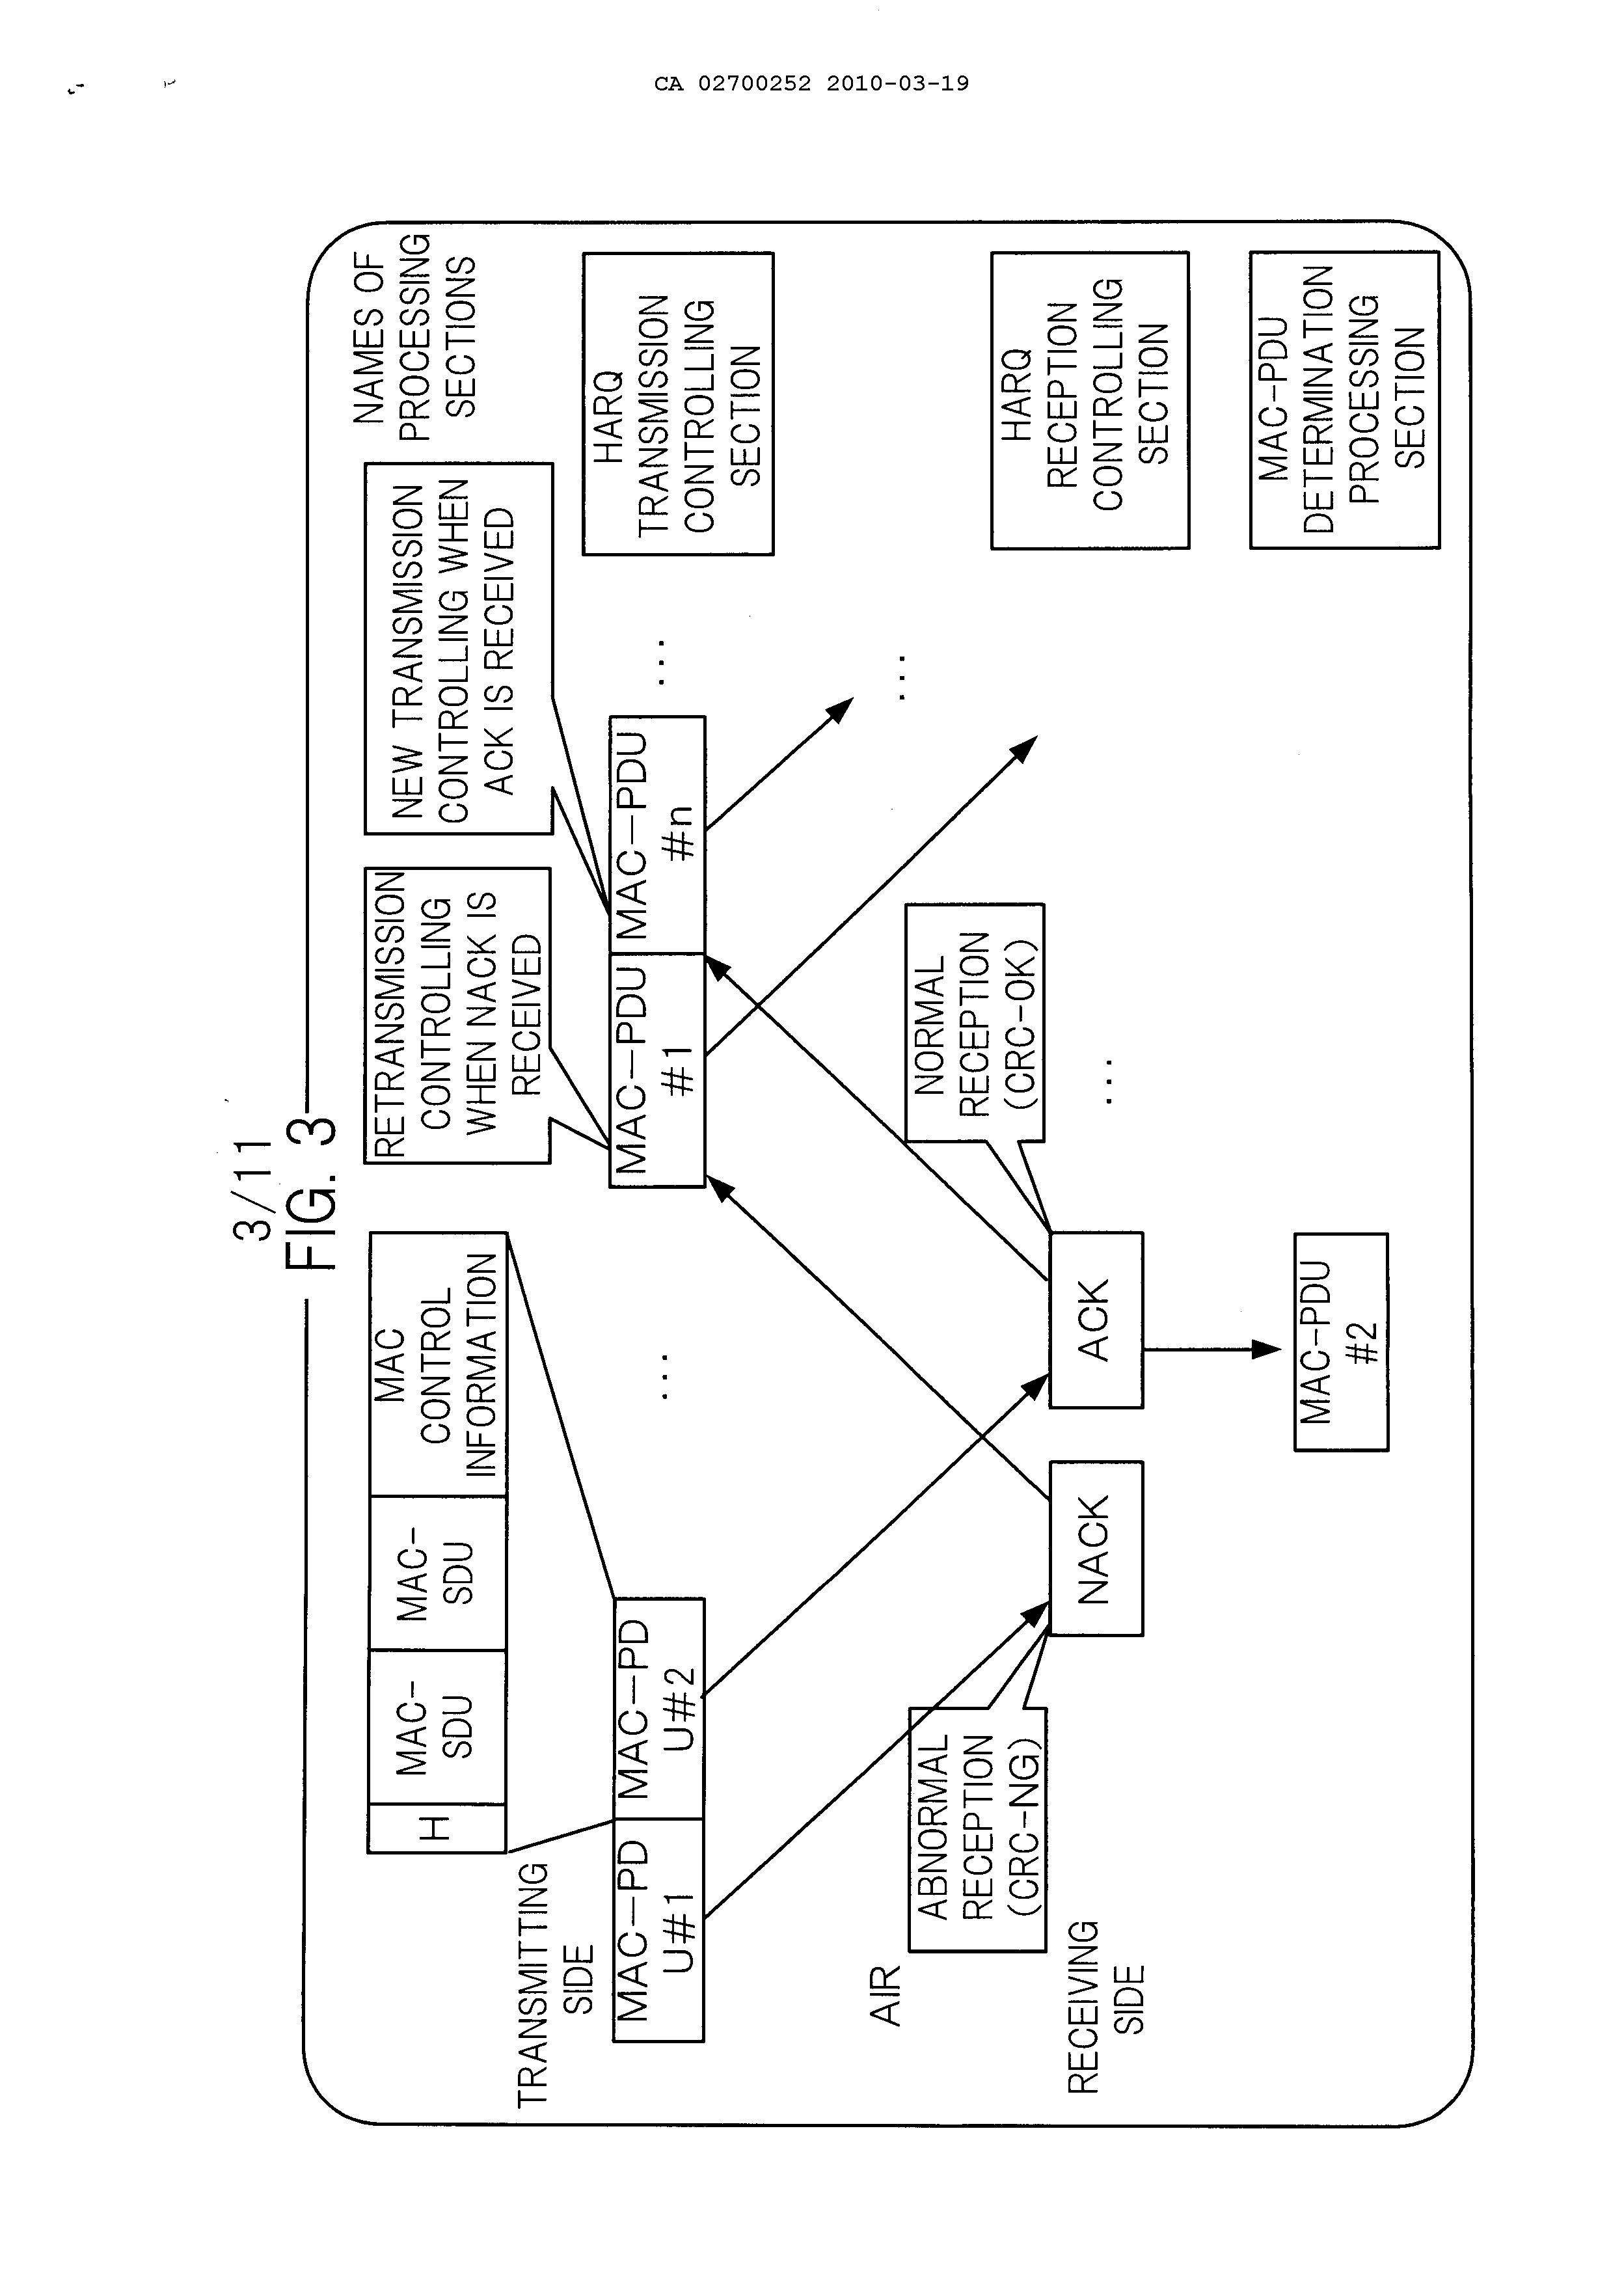 CA 02700252 2010-03-19
3/11
FIG. 3
NAMES OF
PROCESSING
SECTIONS
H
MAC-
SDU
MAC-
SDU
MAC
CONTROL
INFORMATION
RETRANSMISSION
CONTROLLING
WHEN NACK IS
RECEIVED
NEW TRANSMISSION
CONTROLLING WHEN
ACK IS RECEIVED
TRANSMITTING
SIDE
MAC-PD
U#1
MAC-PD
U#2
...
MAC-PDU
#1
MAC-PDU
#n
...
HARQ
TRANSMISSION
CONTROLLING
SECTION
AIR
...
ABNORMAL
RECEPTION
(CRC-NG)
NORMAL
RECEPTION
(CRC-OK)
RECEIVING
SIDE
NACK
ACK
...
HARQ
RECEPTION
CONTROLLING
SECTION
MAC-PDU
#2
MAC-PDU
DETERMINATION
PROCESSING
SECTION